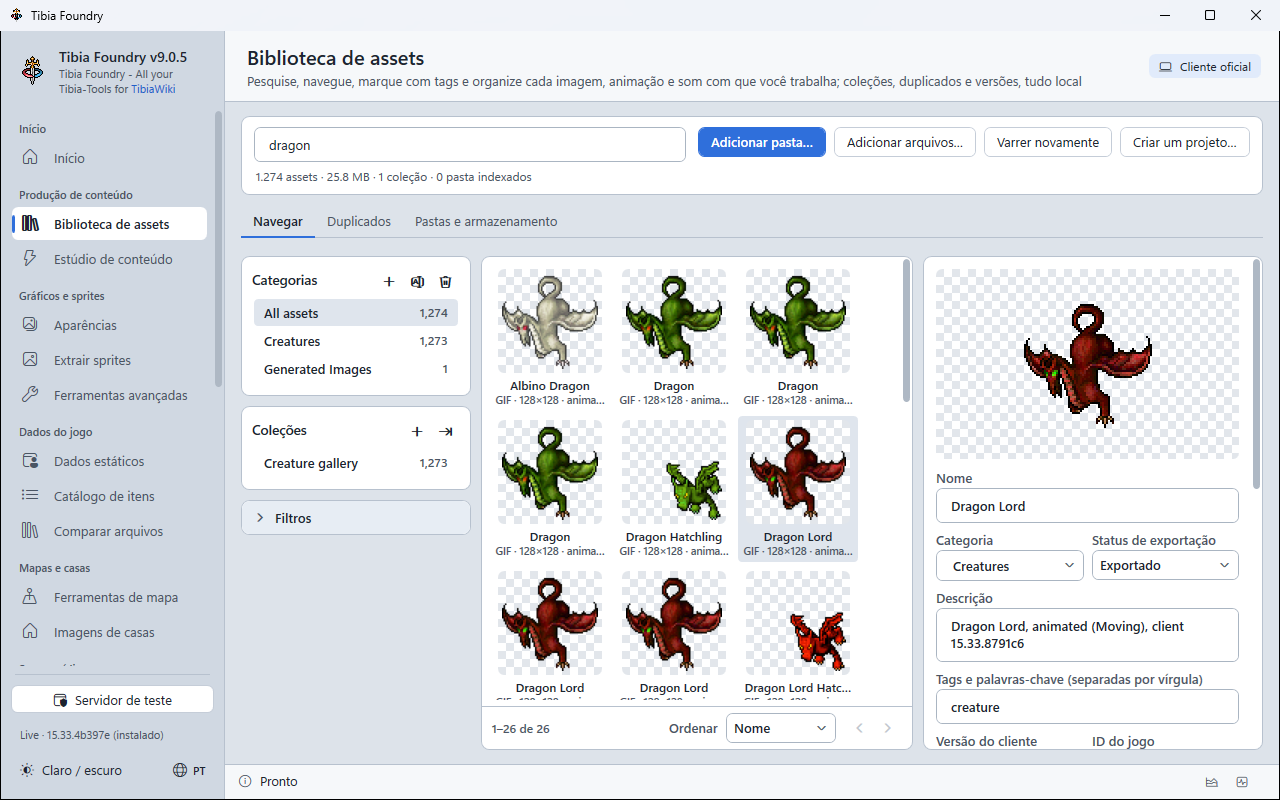 Tibia Foundry
Tibia Foundry v9.0.5
Tibia Foundry - All your
Tibia-Tools for TibiaWiki
Início
Início
Produção de conteúdo
Biblioteca de assets
Estúdio de conteúdo
Gráficos e sprites
Aparências
Extrair sprites
Ferramentas avançadas
Dados do jogo
Dados estáticos
Catálogo de itens
Comparar arquivos
Mapas e casas
Ferramentas de mapa
Imagens de casas
Servidor de teste
Live · 15.33.4b397e (instalado)
Claro / escuro
PT
Biblioteca de assets
Pesquise, navegue, marque com tags e organize cada imagem, animação e som com que você trabalha; coleções, duplicados e versões, tudo local
Cliente oficial
dragon
Adicionar pasta...
Adicionar arquivos...
Varrer novamente
Criar um projeto...
1.274 assets · 25.8 MB · 1 coleção · 0 pasta indexados
Navegar
Duplicados
Pastas e armazenamento
Categorias
All assets 1,274
Creatures 1,273
Generated Images 1
Coleções
Creature gallery 1,273
Filtros
Albino Dragon
GIF · 128×128 · anima...
Dragon
GIF · 128×128 · anima...
Dragon
GIF · 128×128 · anima...
Dragon
GIF · 128×128 · anima...
Dragon Hatchling
GIF · 128×128 · anima...
Dragon Lord
GIF · 128×128 · anima...
Dragon Lord
Dragon Lord
Dragon Lord Hatc...
1–26 de 26
Ordenar
Nome
Nome
Dragon Lord
Categoria
Creatures
Status de exportação
Exportado
Descrição
Dragon Lord, animated (Moving), client
15.33.8791c6
Tags e palavras-chave (separadas por vírgula)
creature
Versão do cliente
ID do jogo
Pronto